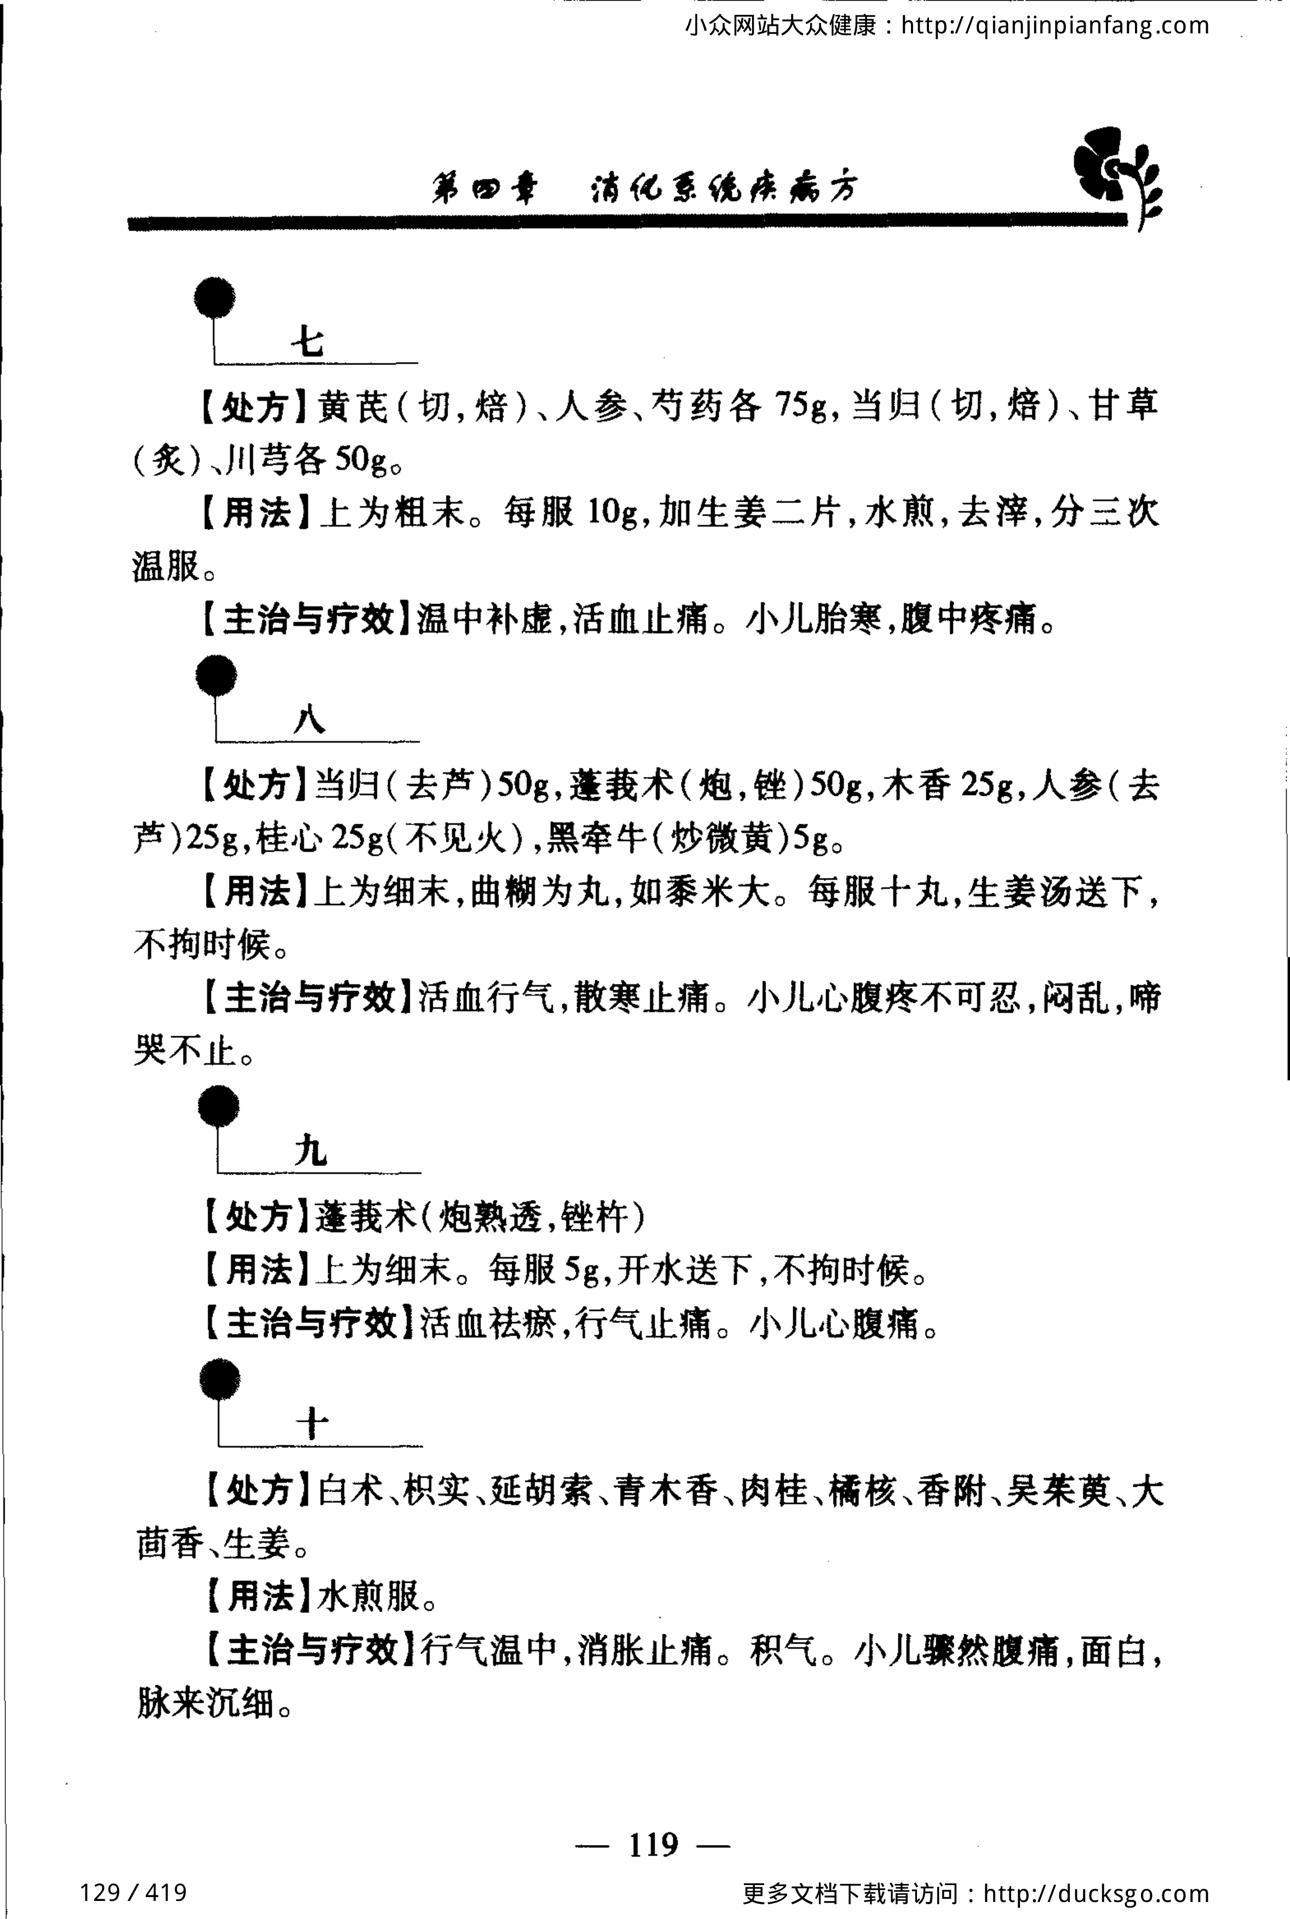 小众网站大众健康：http://qianjinpianfang.com
第四章 消化系统疾病方
七
【处方】黄芪(切,焙)、人参、芍药各 75g,当归(切,焙)、甘草
(炙)、川芎各 50g。
【用法】上为粗末。每服 10g,加生姜二片,水煎,去滓,分三次
温服。
【主治与疗效】温中补虚,活血止痛。小儿胎寒,腹中疼痛。
八
【处方】当归(去芦)50g,蓬莪术(炮,锉)50g,木香 25g,人参(去
芦)25g,桂心 25g(不见火),黑牵牛(炒微黄)5g。
【用法】上为细末,曲糊为丸,如黍米大。每服十丸,生姜汤送下,
不拘时候。
【主治与疗效】活血行气,散寒止痛。小儿心腹疼不可忍,闷乱,啼
哭不止。
九
【处方】蓬莪术(炮熟透,锉杵)
【用法】上为细末。每服 5g,开水送下,不拘时候。
【主治与疗效】活血祛瘀,行气止痛。小儿心腹痛。
十
【处方】白术、枳实、延胡索、青木香、肉桂、橘核、香附、吴茱萸、大
茴香、生姜。
【用法】水煎服。
【主治与疗效】行气温中,消胀止痛。积气。小儿骤然腹痛,面白,
脉来沉细。
— 119 —
129 / 419
更多文档下载请访问：http://ducksgo.com